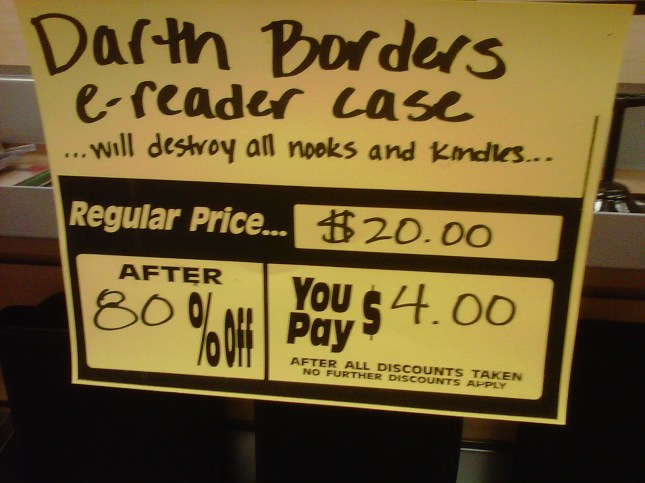 Darth Borders
e-reader case
...will destroy all nooks and kindles...
Regular Price... $20.00
AFTER
80 % Off
You Pay $4.00
AFTER ALL DISCOUNTS TAKEN
NO FURTHER DISCOUNTS APPLY